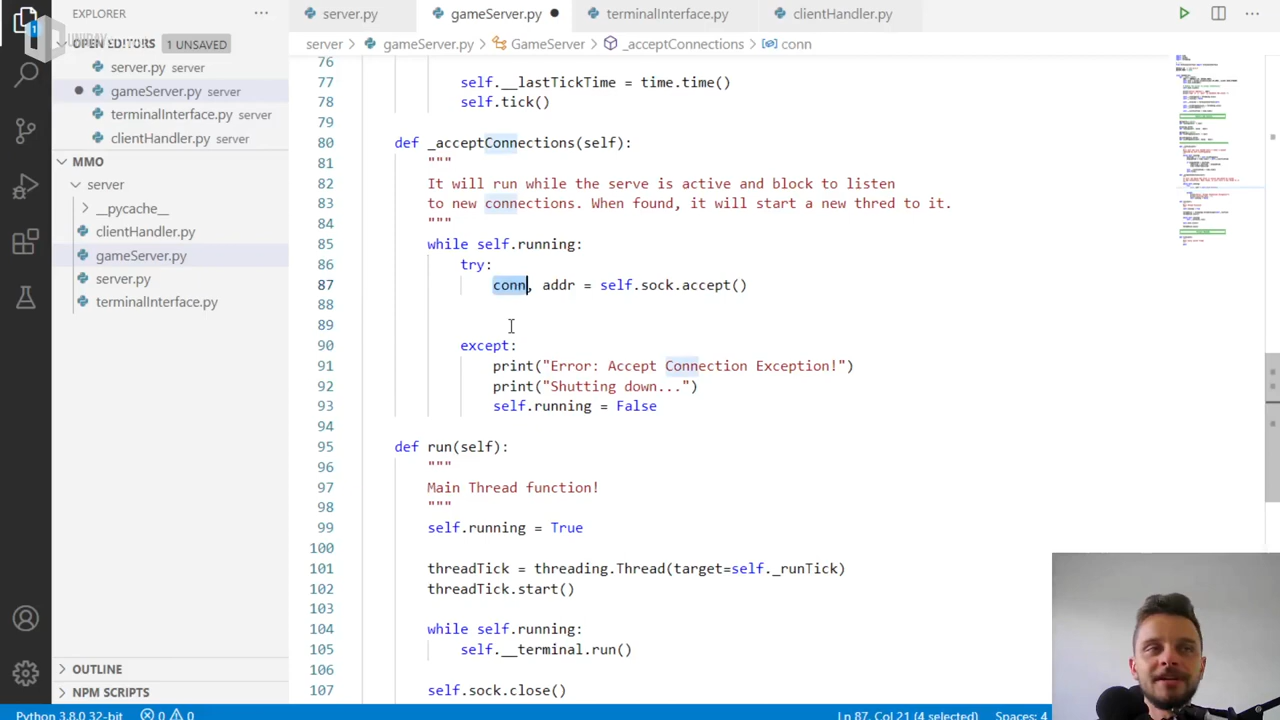 EXPLORER
server.py
gameServer.py
terminalInterface.py
clientHandler.py
OPEN EDITORS 1 UNSAVED
server > gameServer.py > GameServer > _acceptConnections > conn
server.py server
gameServer.py server
terminalInterface.py server
clientHandler.py server
MMO
server
__pycache__
clientHandler.py
gameServer.py
server.py
terminalInterface.py
OUTLINE
NPM SCRIPTS
76
77 self.__lastTickTime = time.time()
78 self.tick()
79
80 def _acceptConnections(self):
81 """
82 It will run while the serve is active and block to listen
83 to new connections. When found, it will start a new thred to it.
84 """
85 while self.running:
86 try:
87 conn, addr = self.sock.accept()
88
89
90 except:
91 print("Error: Accept Connection Exception!")
92 print("Shutting down...")
93 self.running = False
94
95 def run(self):
96 """
97 Main Thread function!
98 """
99 self.running = True
100
101 threadTick = threading.Thread(target=self._runTick)
102 threadTick.start()
103
104 while self.running:
105 self.__terminal.run()
106
107 self.sock.close()
Python 3.8.0 32-bit 0 0 Ln 87, Col 21 (4 selected) Spaces: 4